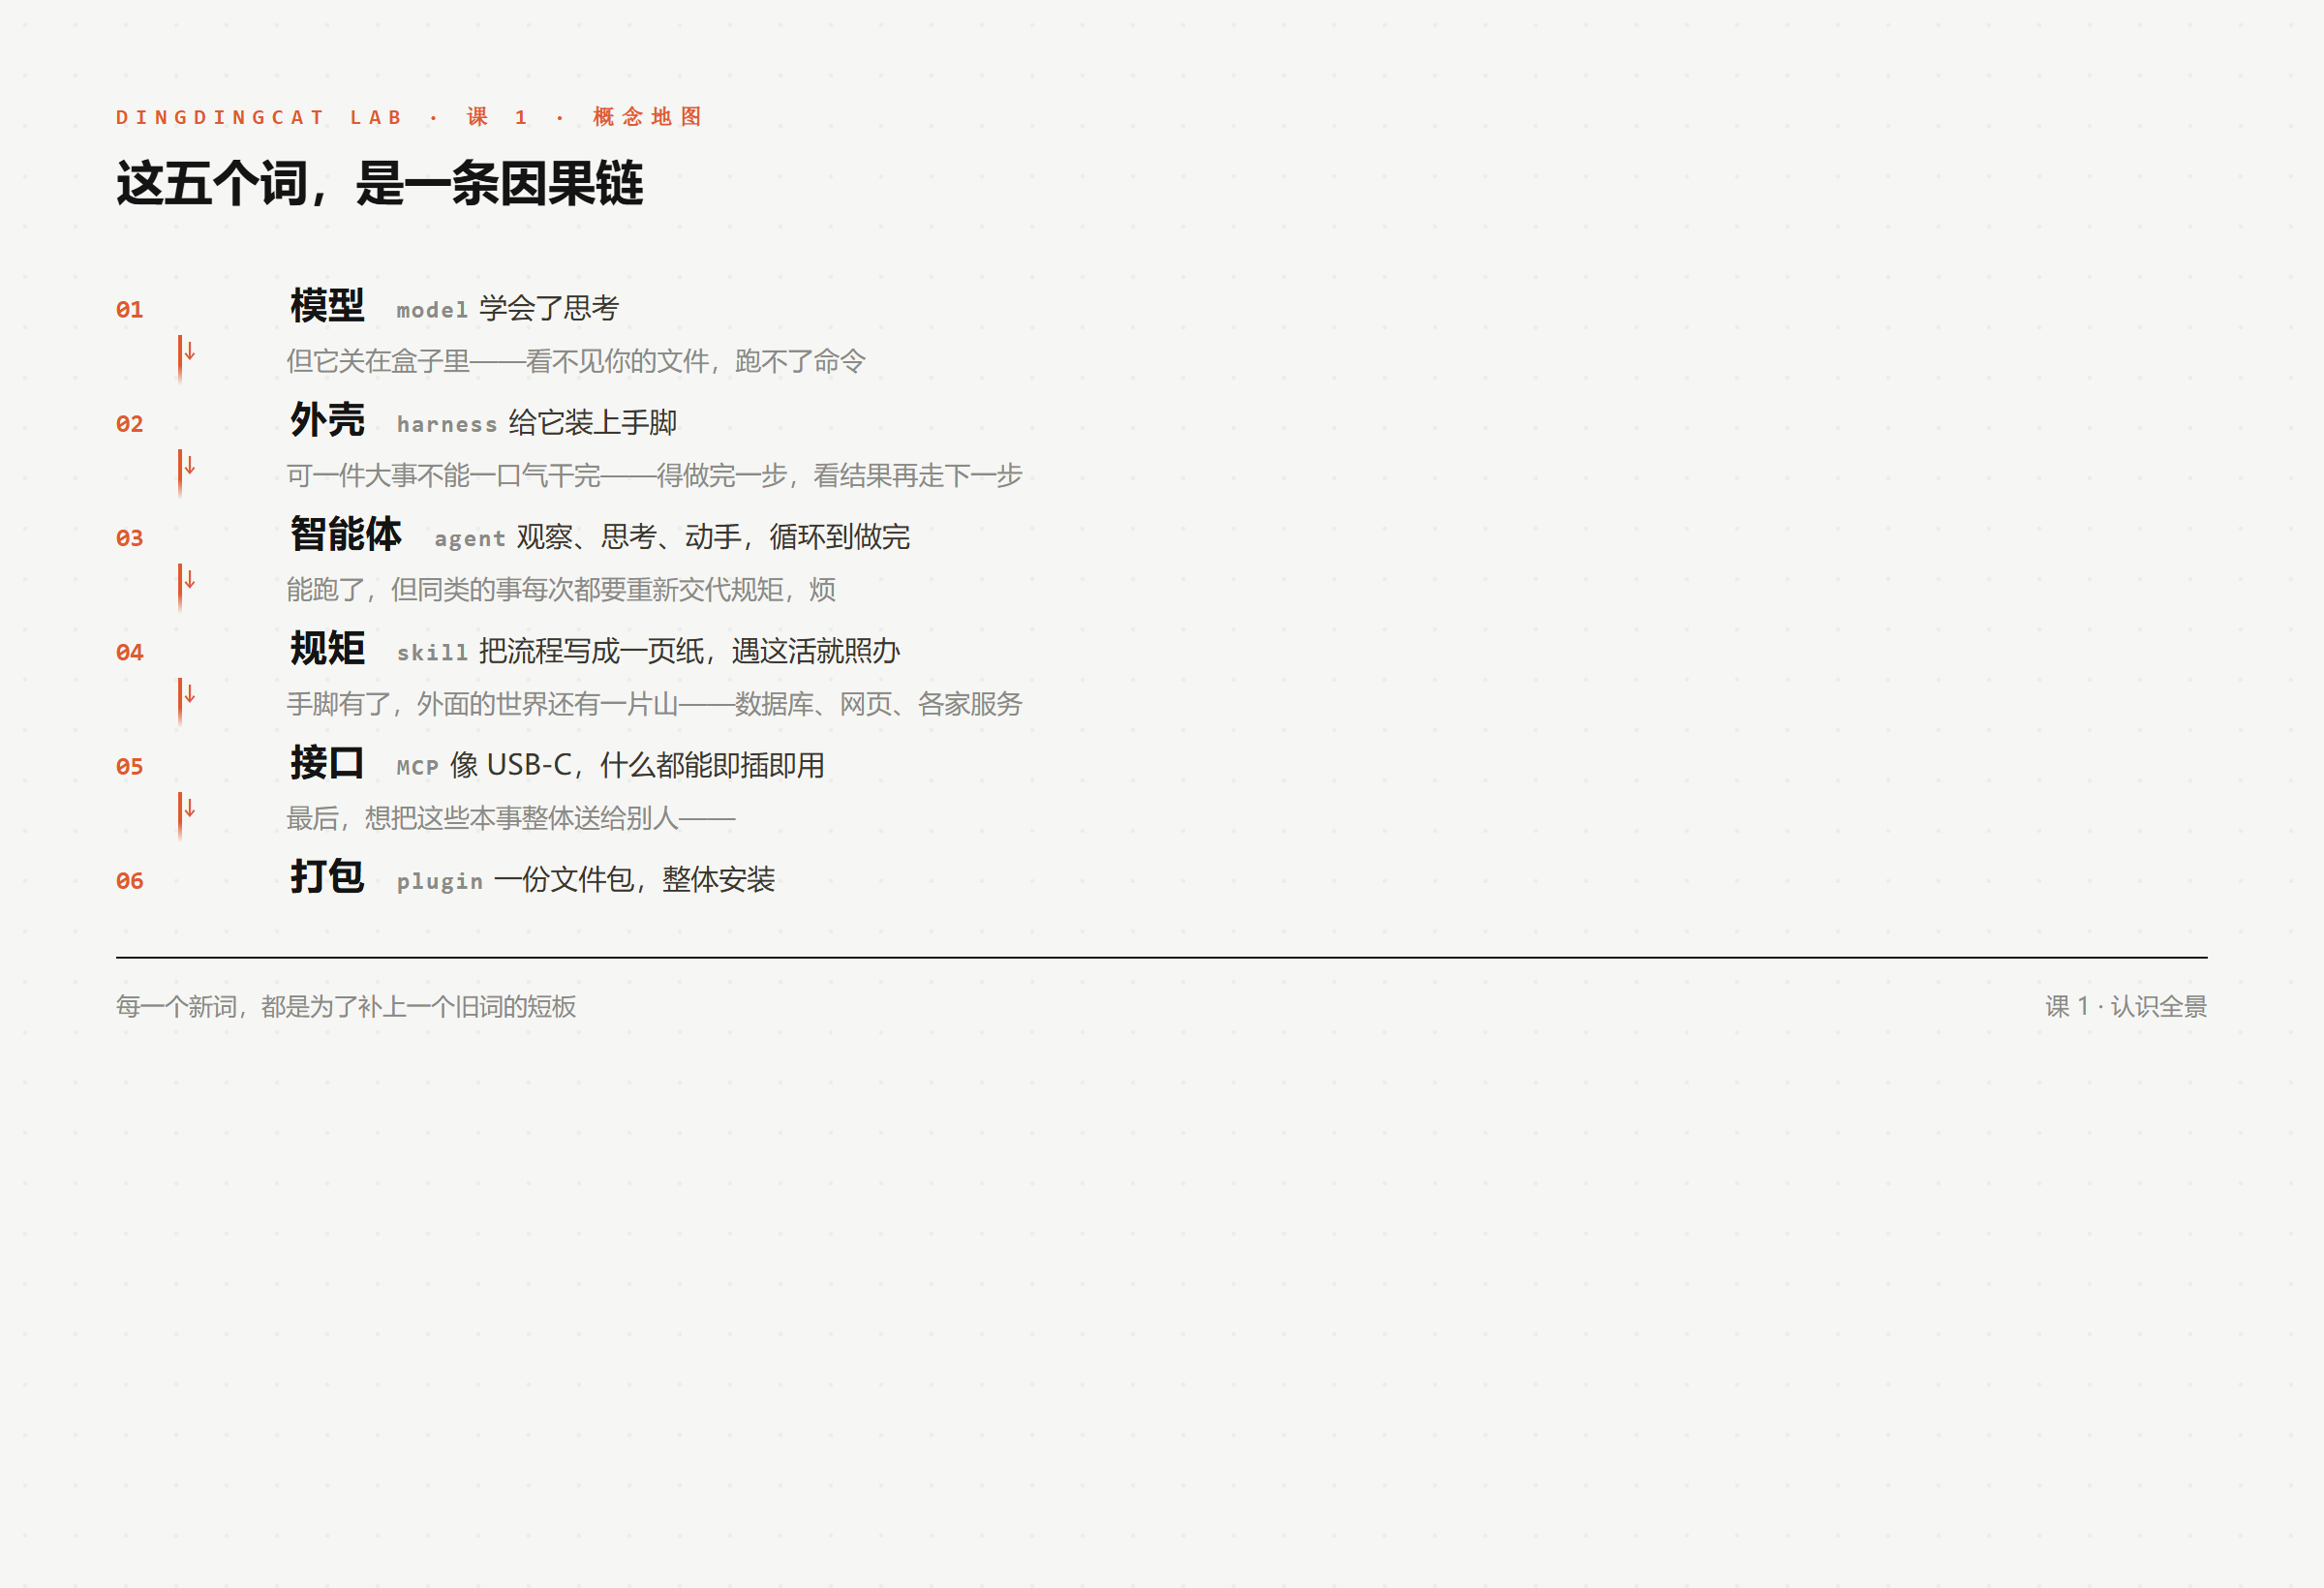 DINGDINGCAT LAB · 课 1 · 概念地图
这五个词，是一条因果链
01 模型 model 学会了思考
↓ 但它关在盒子里——看不见你的文件，跑不了命令
02 外壳 harness 给它装上手脚
↓ 可一件大事不能一口气干完——得做完一步，看结果再走下一步
03 智能体 agent 观察、思考、动手，循环到做完
↓ 能跑了，但同类的事每次都要重新交代规矩，烦
04 规矩 skill 把流程写成一页纸，遇这活就照办
↓ 手脚有了，外面的世界还有一片山——数据库、网页、各家服务
05 接口 MCP 像 USB-C，什么都能即插即用
↓ 最后，想把这些本事整体送给别人——
06 打包 plugin 一份文件包，整体安装
每一个新词，都是为了补上一个旧词的短板
课 1 · 认识全景